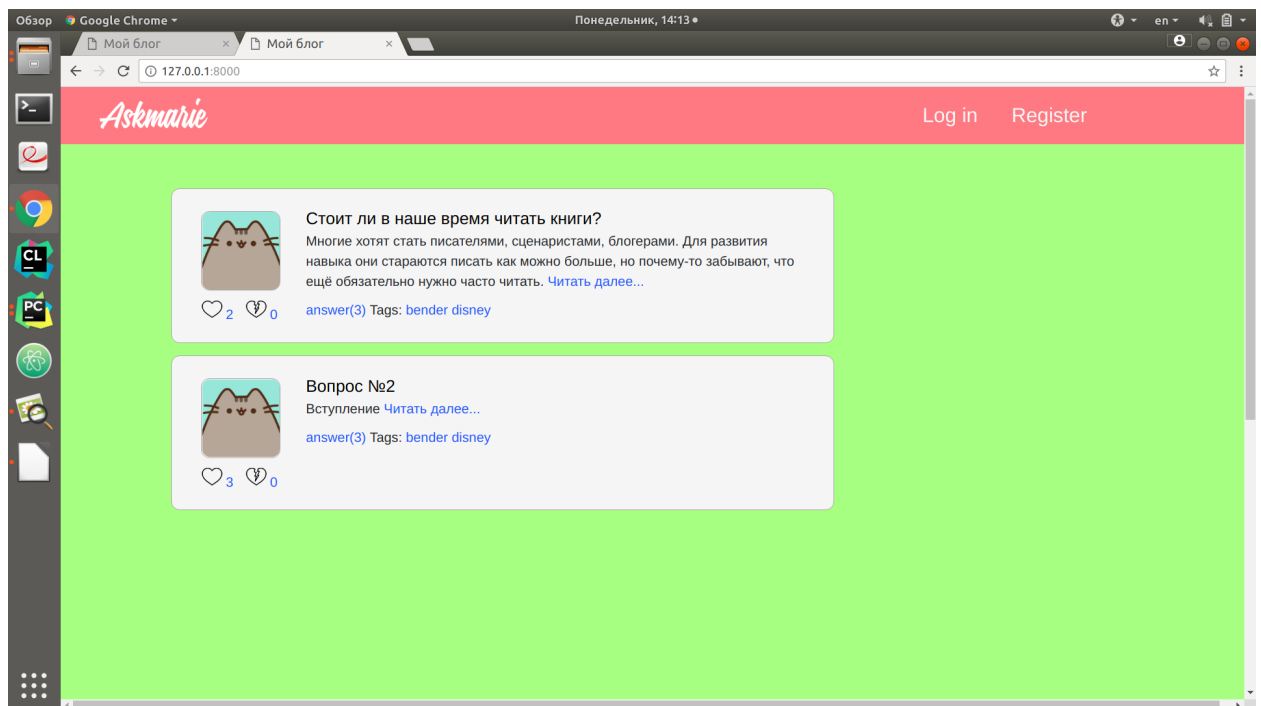 Обзор Google Chrome Понедельник, 14:13 en
Мой блог Мой блог
127.0.0.1:8000
Askmarie Log in Register
Стоит ли в наше время читать книги?
Многие хотят стать писателями, сценаристами, блогерами. Для развития
навыка они стараются писать как можно больше, но почему-то забывают, что
ещё обязательно нужно часто читать. Читать далее...
2 0 answer(3) Tags: bender disney
Вопрос №2
Вступление Читать далее...
answer(3) Tags: bender disney
3 0
CL
PC